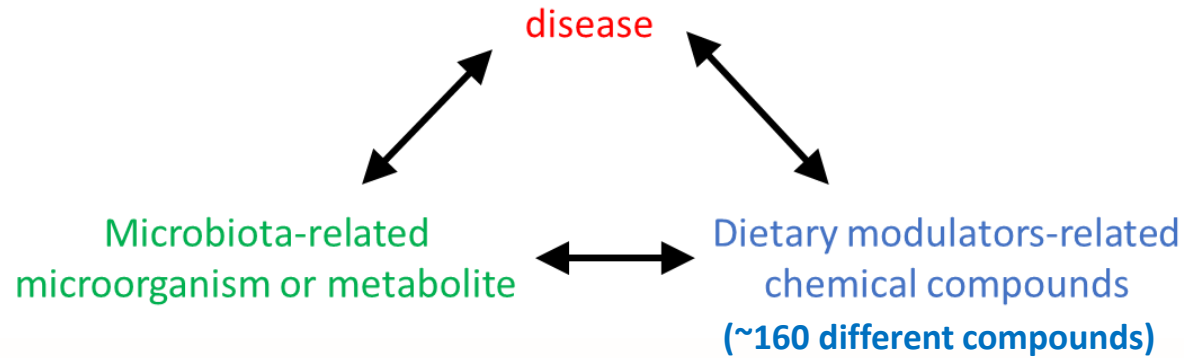 disease
Microbiota-related
microorganism or metabolite
Dietary modulators-related
chemical compounds
(~160 different compounds)